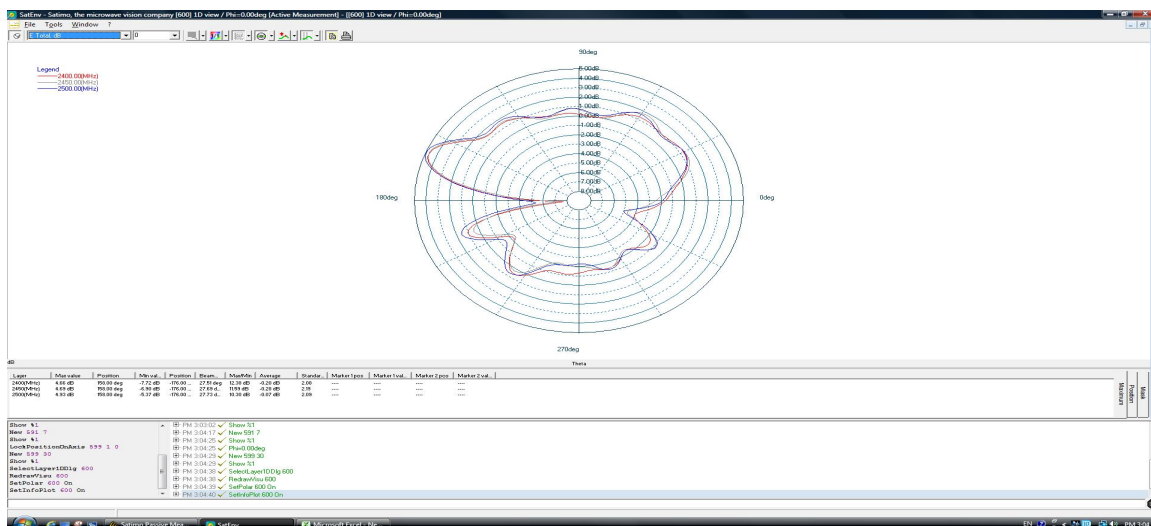 SatEnv - Satimo, the microwave vision company [600] 1D view / Phi=0.00deg [Active Measurement] - [[600] 1D view / Phi=0.00deg]
File Tools Window ?
E Total dB 0
90deg
Legend
2400.00(MHz)
2450.00(MHz)
2500.00(MHz)
5.00dB
4.00dB
3.00dB
2.00dB
1.00dB
0.00dB
-1.00dB
-2.00dB
-3.00dB
-4.00dB
-5.00dB
-6.00dB
-7.00dB
-8.00dB
180deg
0deg
270deg
dB
Theta
Layer Max value Position Min val... Position Beam... Max/Min Average Standar... Marker 1 pos Marker 1 val... Marker 2 pos Marker 2 val...
2400(MHz) 4.66 dB 158.00 deg -7.72 dB -176.00 ... 27.51 deg 12.38 dB -0.20 dB 2.08 ---- ---- ---- ----
2450(MHz) 4.69 dB 158.00 deg -6.90 dB -176.00 ... 27.69 d... 11.59 dB -0.28 dB ---- ---- ---- ----
2500(MHz) 4.93 dB 158.00 deg -5.37 dB -176.00 ... 27.73 d... 10.30 dB -0.07 dB 2.09 ---- ---- ---- ----
Mask
Position
Maximum
Show %1
New 591 7
Show %1
LockPositionOnAxis 599 1 0
New 599 30
Show %1
SelectLayer1DDlg 600
RedrawVisu 600
SetPolar 600 On
SetInfoPlot 600 On
PM 3:03:02 Show %1
PM 3:04:17 New 591 7
PM 3:04:25 Show %1
PM 3:04:25 Phi=0.00deg
PM 3:04:29 New 599 30
PM 3:04:29 Show %1
PM 3:04:38 SelectLayer1DDlg 600
PM 3:04:38 RedrawVisu 600
PM 3:04:39 SetPolar 600 On
PM 3:04:40 SetInfoPlot 600 On
Satimo Passive Mea... SatEnv Microsoft Excel - Ne... EN PM 3:04